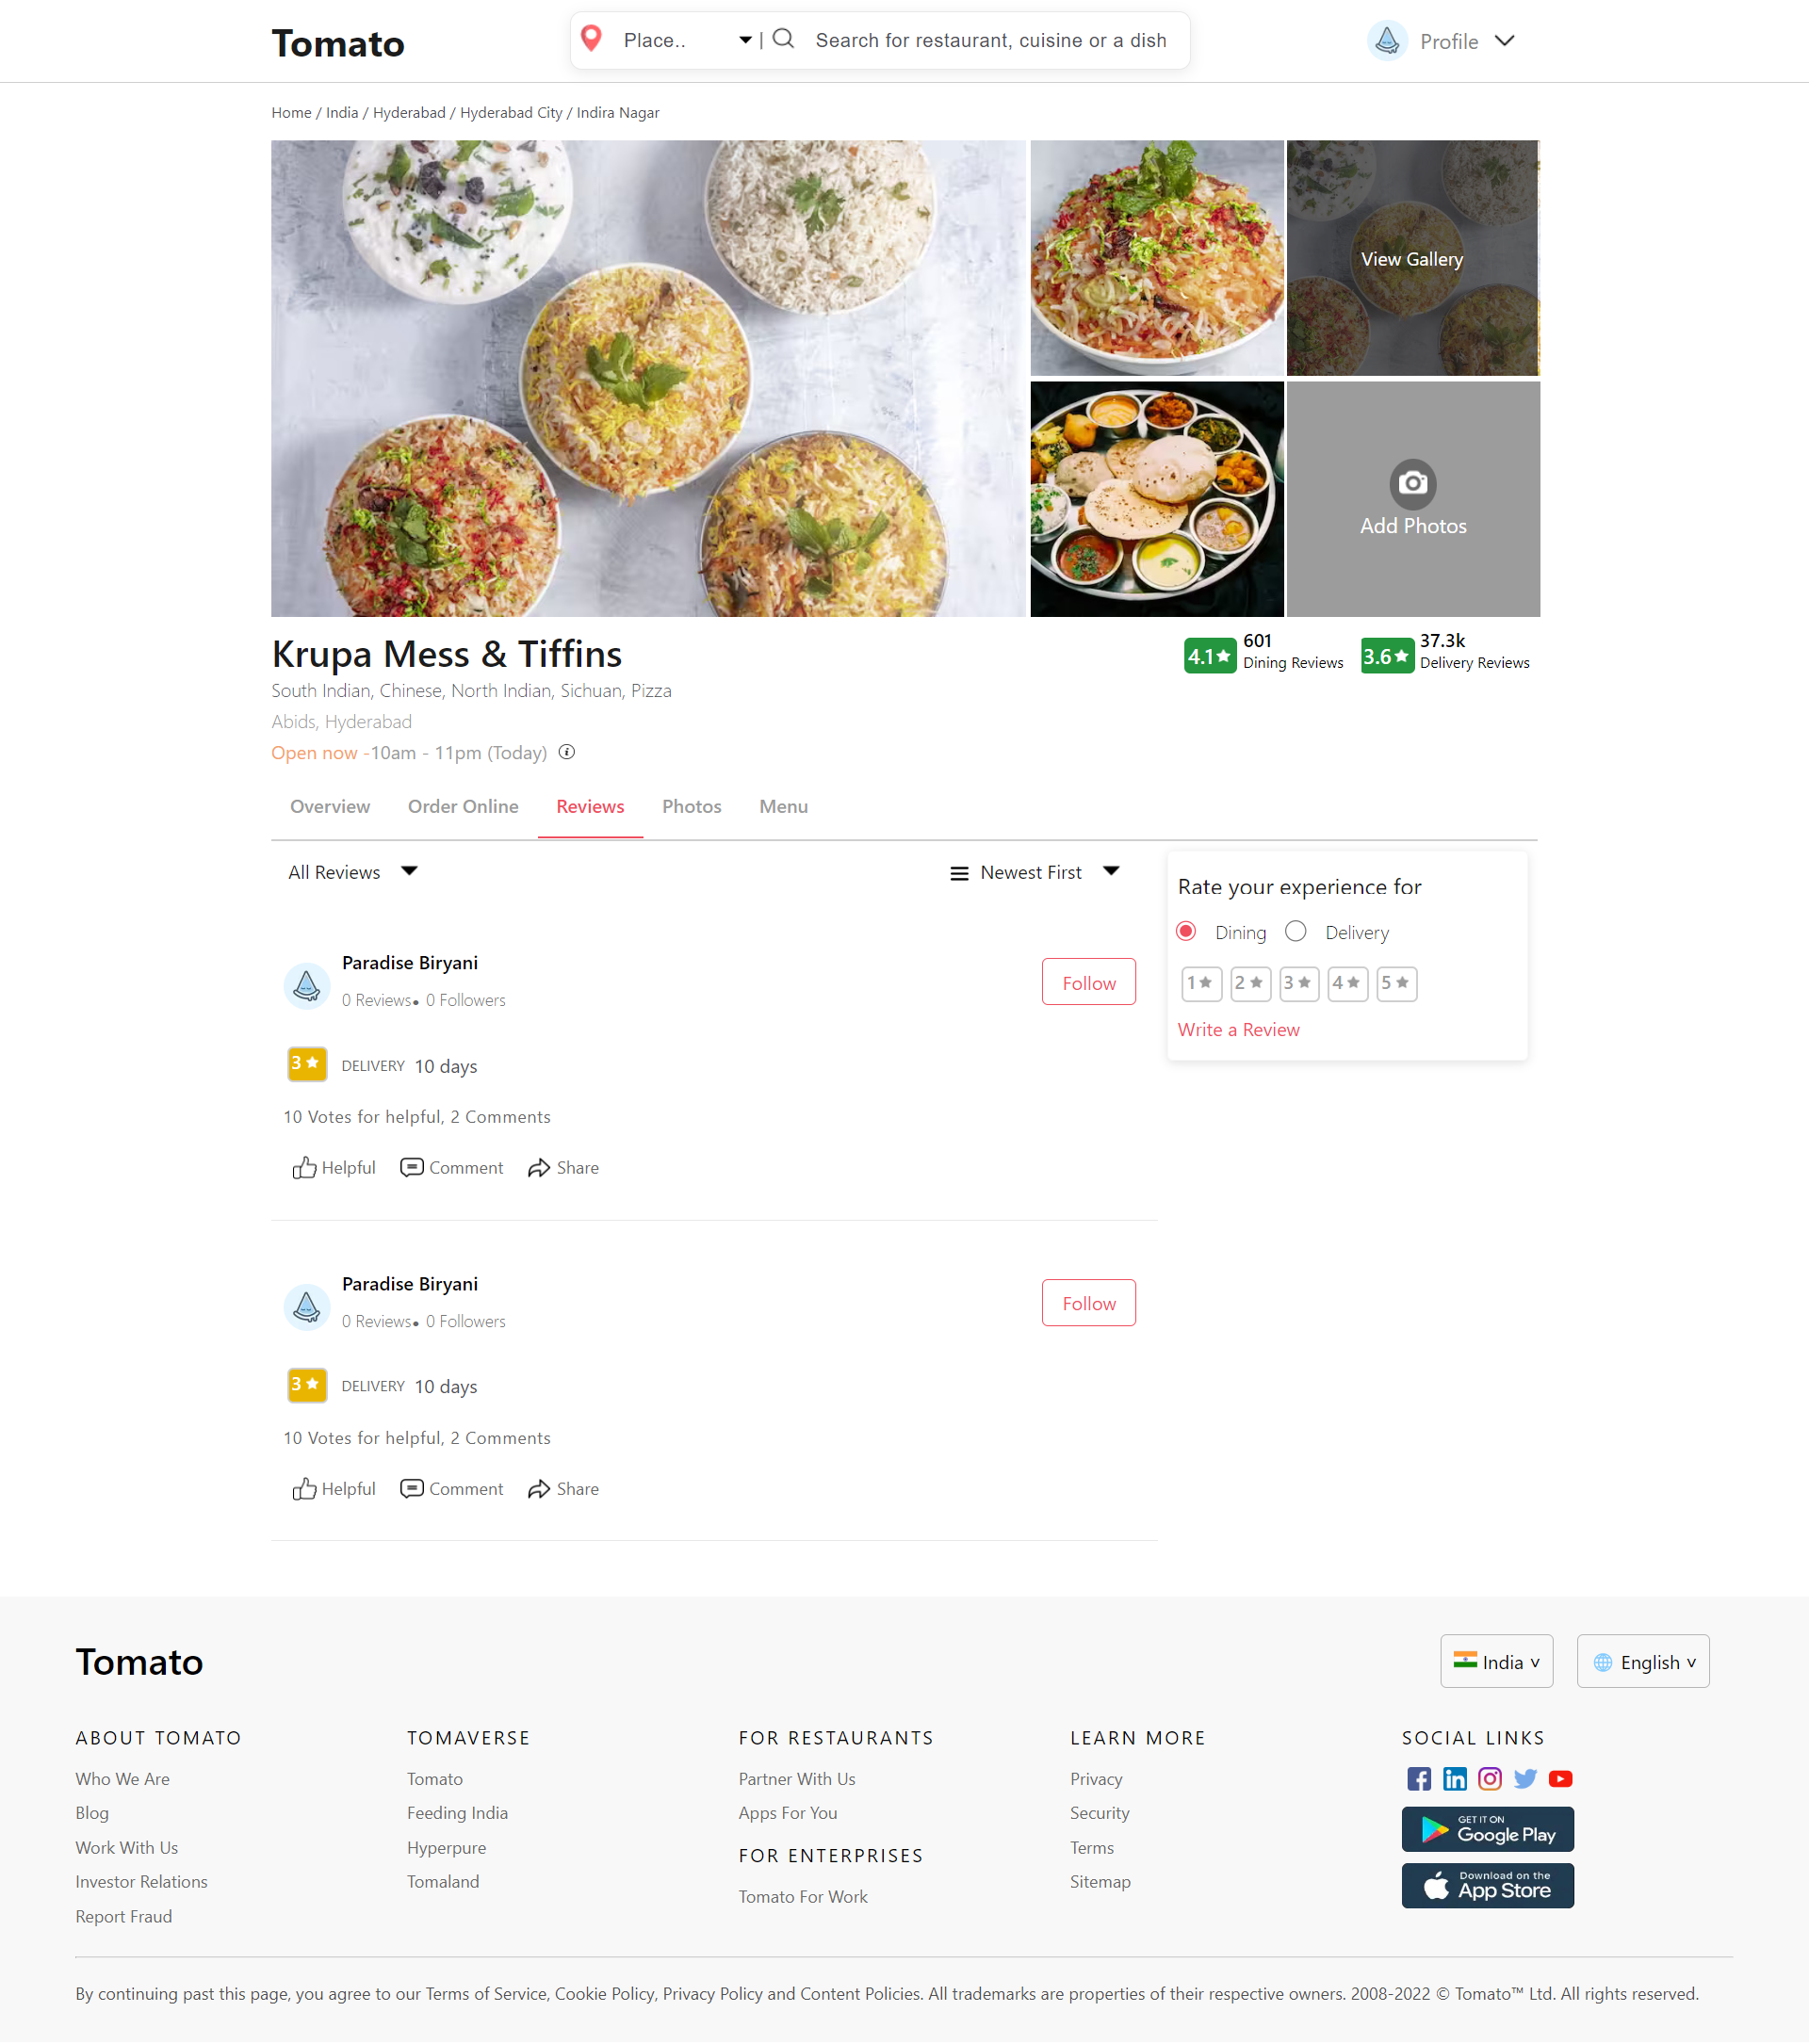 Tomato
Place.. | Search for restaurant, cuisine or a dish
Profile
Home / India / Hyderabad / Hyderabad City / Indira Nagar
View Gallery
Add Photos
Krupa Mess & Tiffins
4.1★ 601 Dining Reviews
3.6★ 37.3k Delivery Reviews
South Indian, Chinese, North Indian, Sichuan, Pizza
Abids, Hyderabad
Open now -10am - 11pm (Today)
Overview Order Online Reviews Photos Menu
All Reviews
Newest First
Rate your experience for
Dining Delivery
1★ 2★ 3★ 4★ 5★
Write a Review
Paradise Biryani
0 Reviews• 0 Followers
Follow
3★ DELIVERY 10 days
10 Votes for helpful, 2 Comments
Helpful Comment Share
Paradise Biryani
0 Reviews• 0 Followers
Follow
3★ DELIVERY 10 days
10 Votes for helpful, 2 Comments
Helpful Comment Share
Tomato
India v
English v
ABOUT TOMATO
Who We Are
Blog
Work With Us
Investor Relations
Report Fraud
TOMAVERSE
Tomato
Feeding India
Hyperpure
Tomaland
FOR RESTAURANTS
Partner With Us
Apps For You
FOR ENTERPRISES
Tomato For Work
LEARN MORE
Privacy
Security
Terms
Sitemap
SOCIAL LINKS
GET IT ON
Google Play
Download on the
App Store
By continuing past this page, you agree to our Terms of Service, Cookie Policy, Privacy Policy and Content Policies. All trademarks are properties of their respective owners. 2008-2022 © Tomato™ Ltd. All rights reserved.